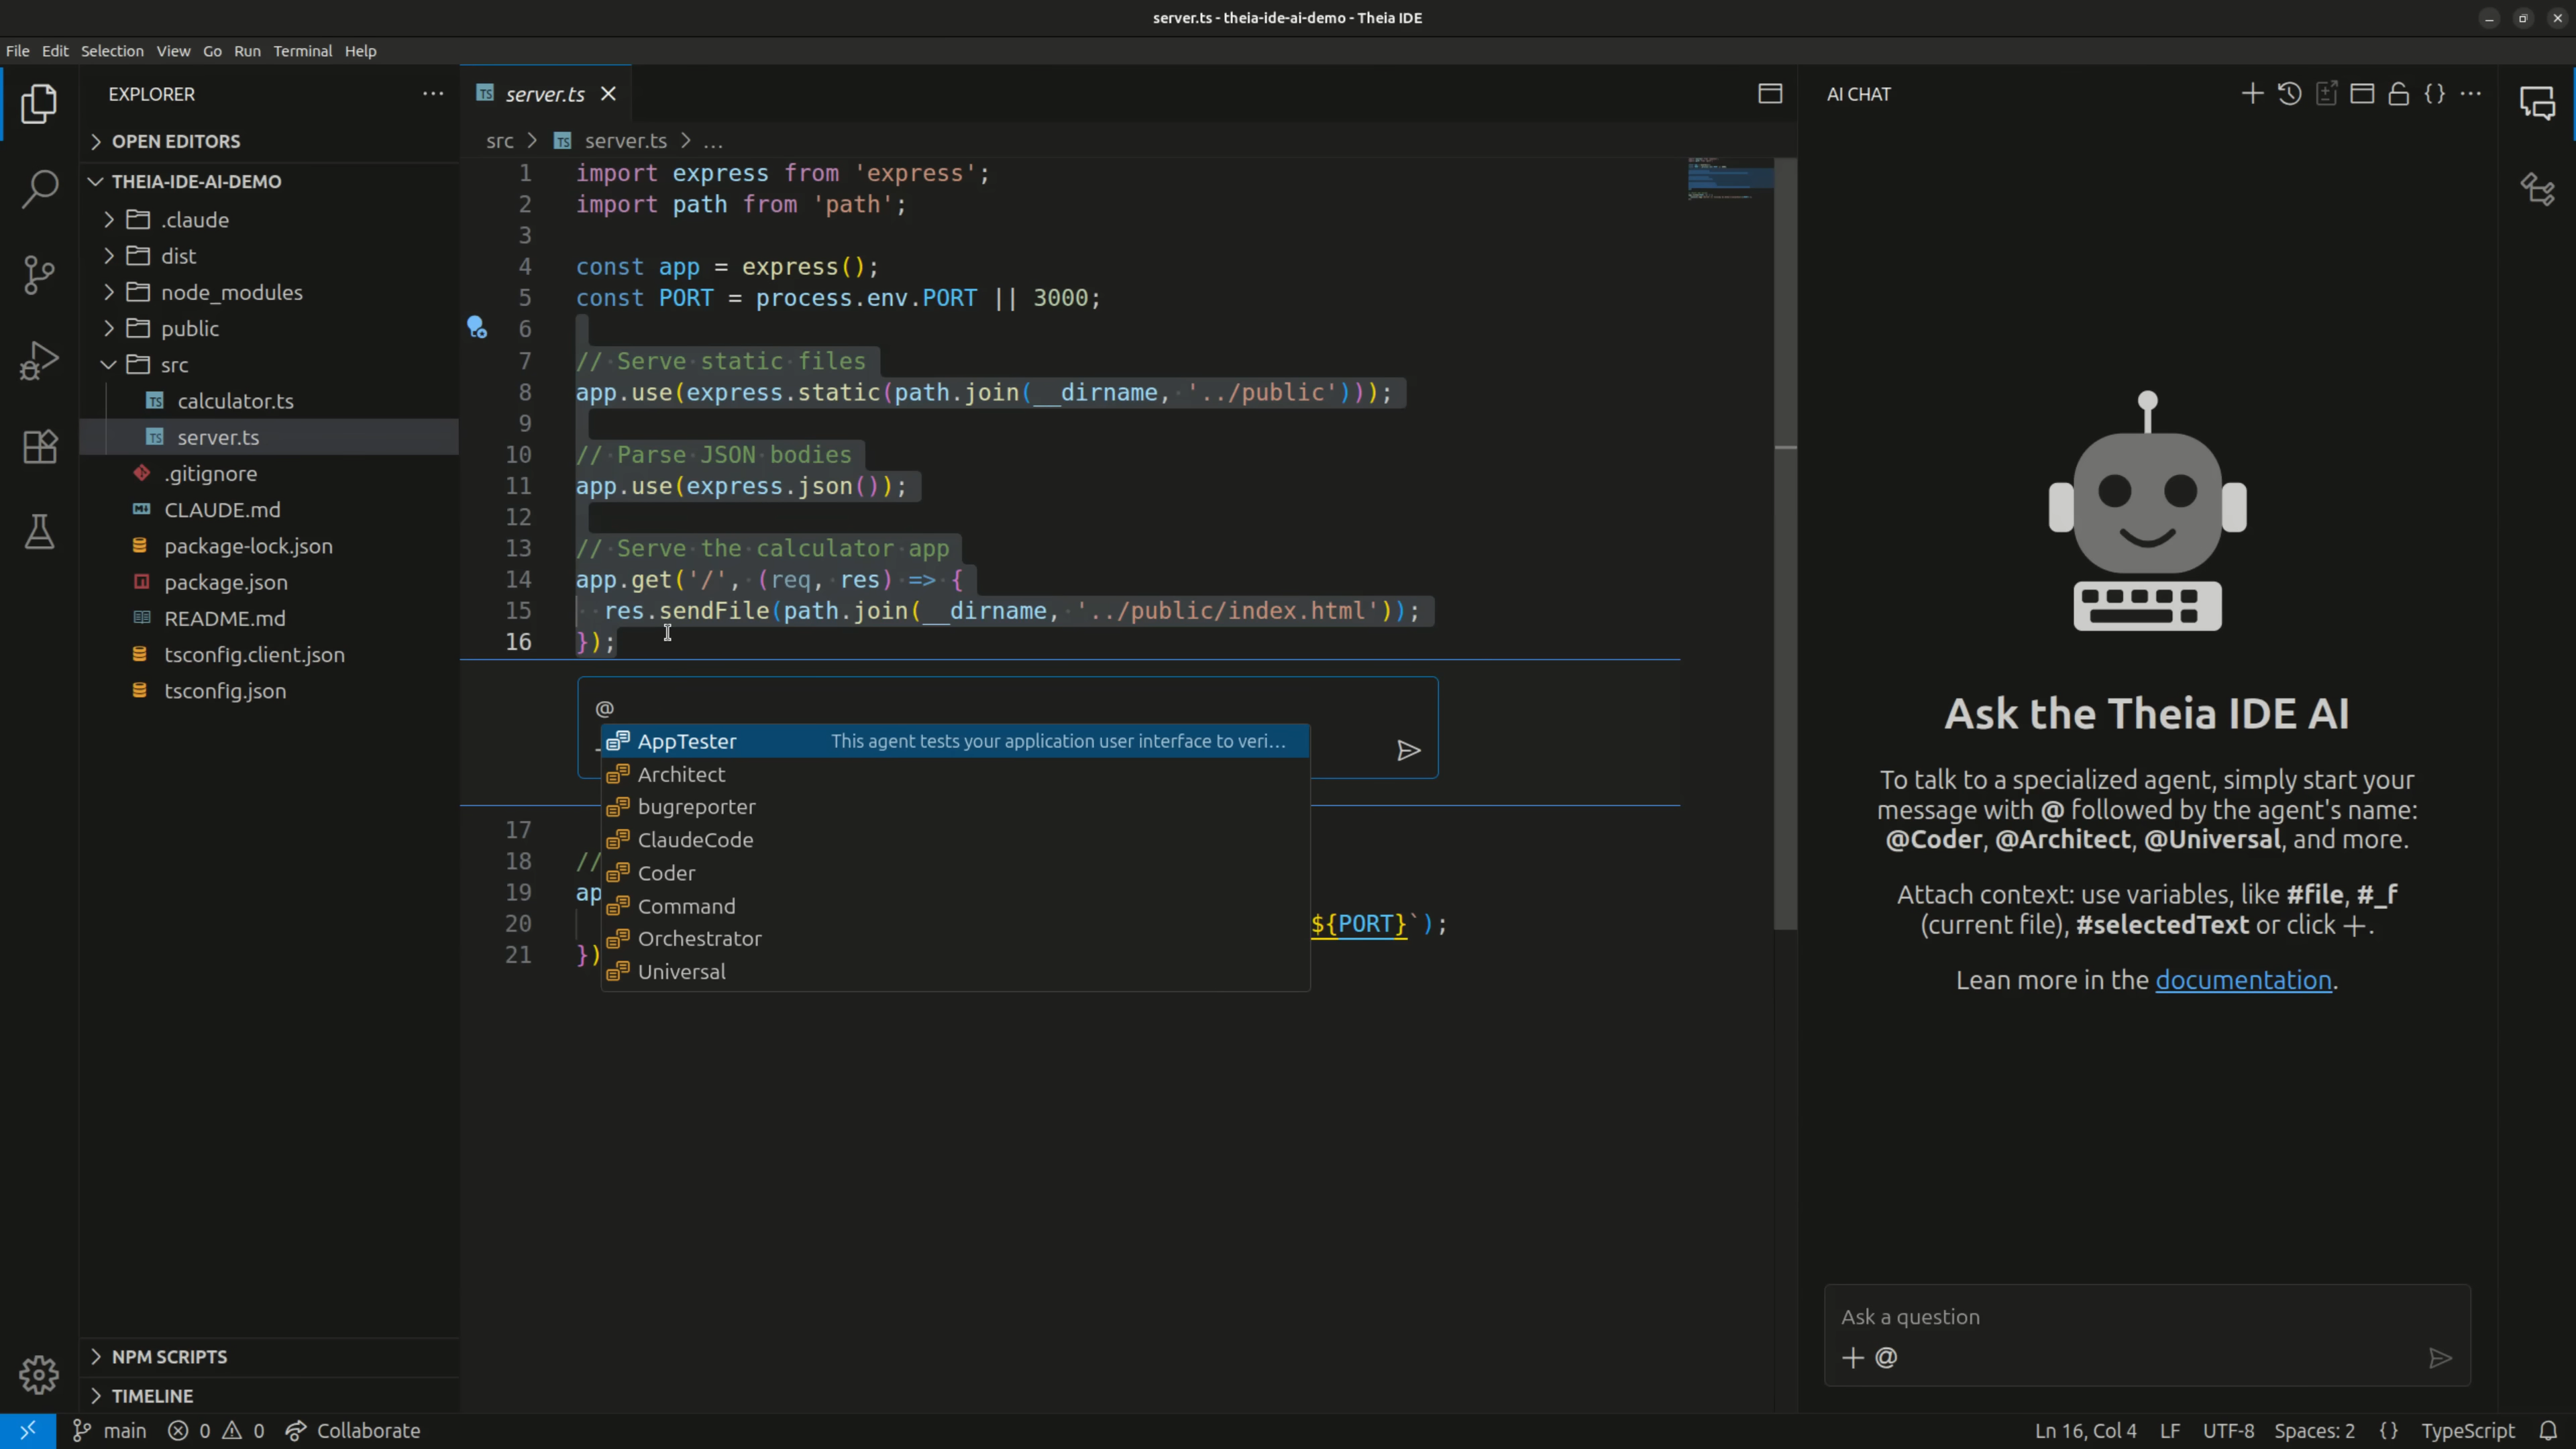 server.ts - theia-ide-ai-demo - Theia IDE
File Edit Selection View Go Run Terminal Help
EXPLORER
OPEN EDITORS
THEIA-IDE-AI-DEMO
.claude
dist
node_modules
public
src
calculator.ts
server.ts
.gitignore
CLAUDE.md
package-lock.json
package.json
README.md
tsconfig.client.json
tsconfig.json
NPM SCRIPTS
TIMELINE
server.ts
src > server.ts > ...
1 import express from 'express';
2 import path from 'path';
3
4 const app = express();
5 const PORT = process.env.PORT || 3000;
6
7 // Serve static files
8 app.use(express.static(path.join(__dirname, '../public')));
9
10 // Parse JSON bodies
11 app.use(express.json());
12
13 // Serve the calculator app
14 app.get('/', (req, res) => {
15 res.sendFile(path.join(__dirname, '../public/index.html'));
16 });
@
AppTester This agent tests your application user interface to veri...
Architect
bugreporter
ClaudeCode
Coder
Command
Orchestrator
Universal
17
18 //
19 ap
20 ${PORT}`);
21 })
AI CHAT
Ask the Theia IDE AI
To talk to a specialized agent, simply start your
message with @ followed by the agent's name:
@Coder, @Architect, @Universal, and more.
Attach context: use variables, like #file, #_f
(current file), #selectedText or click +.
Lean more in the documentation.
Ask a question
+ @
main 0 0 Collaborate
Ln 16, Col 4 LF UTF-8 Spaces: 2 {} TypeScript